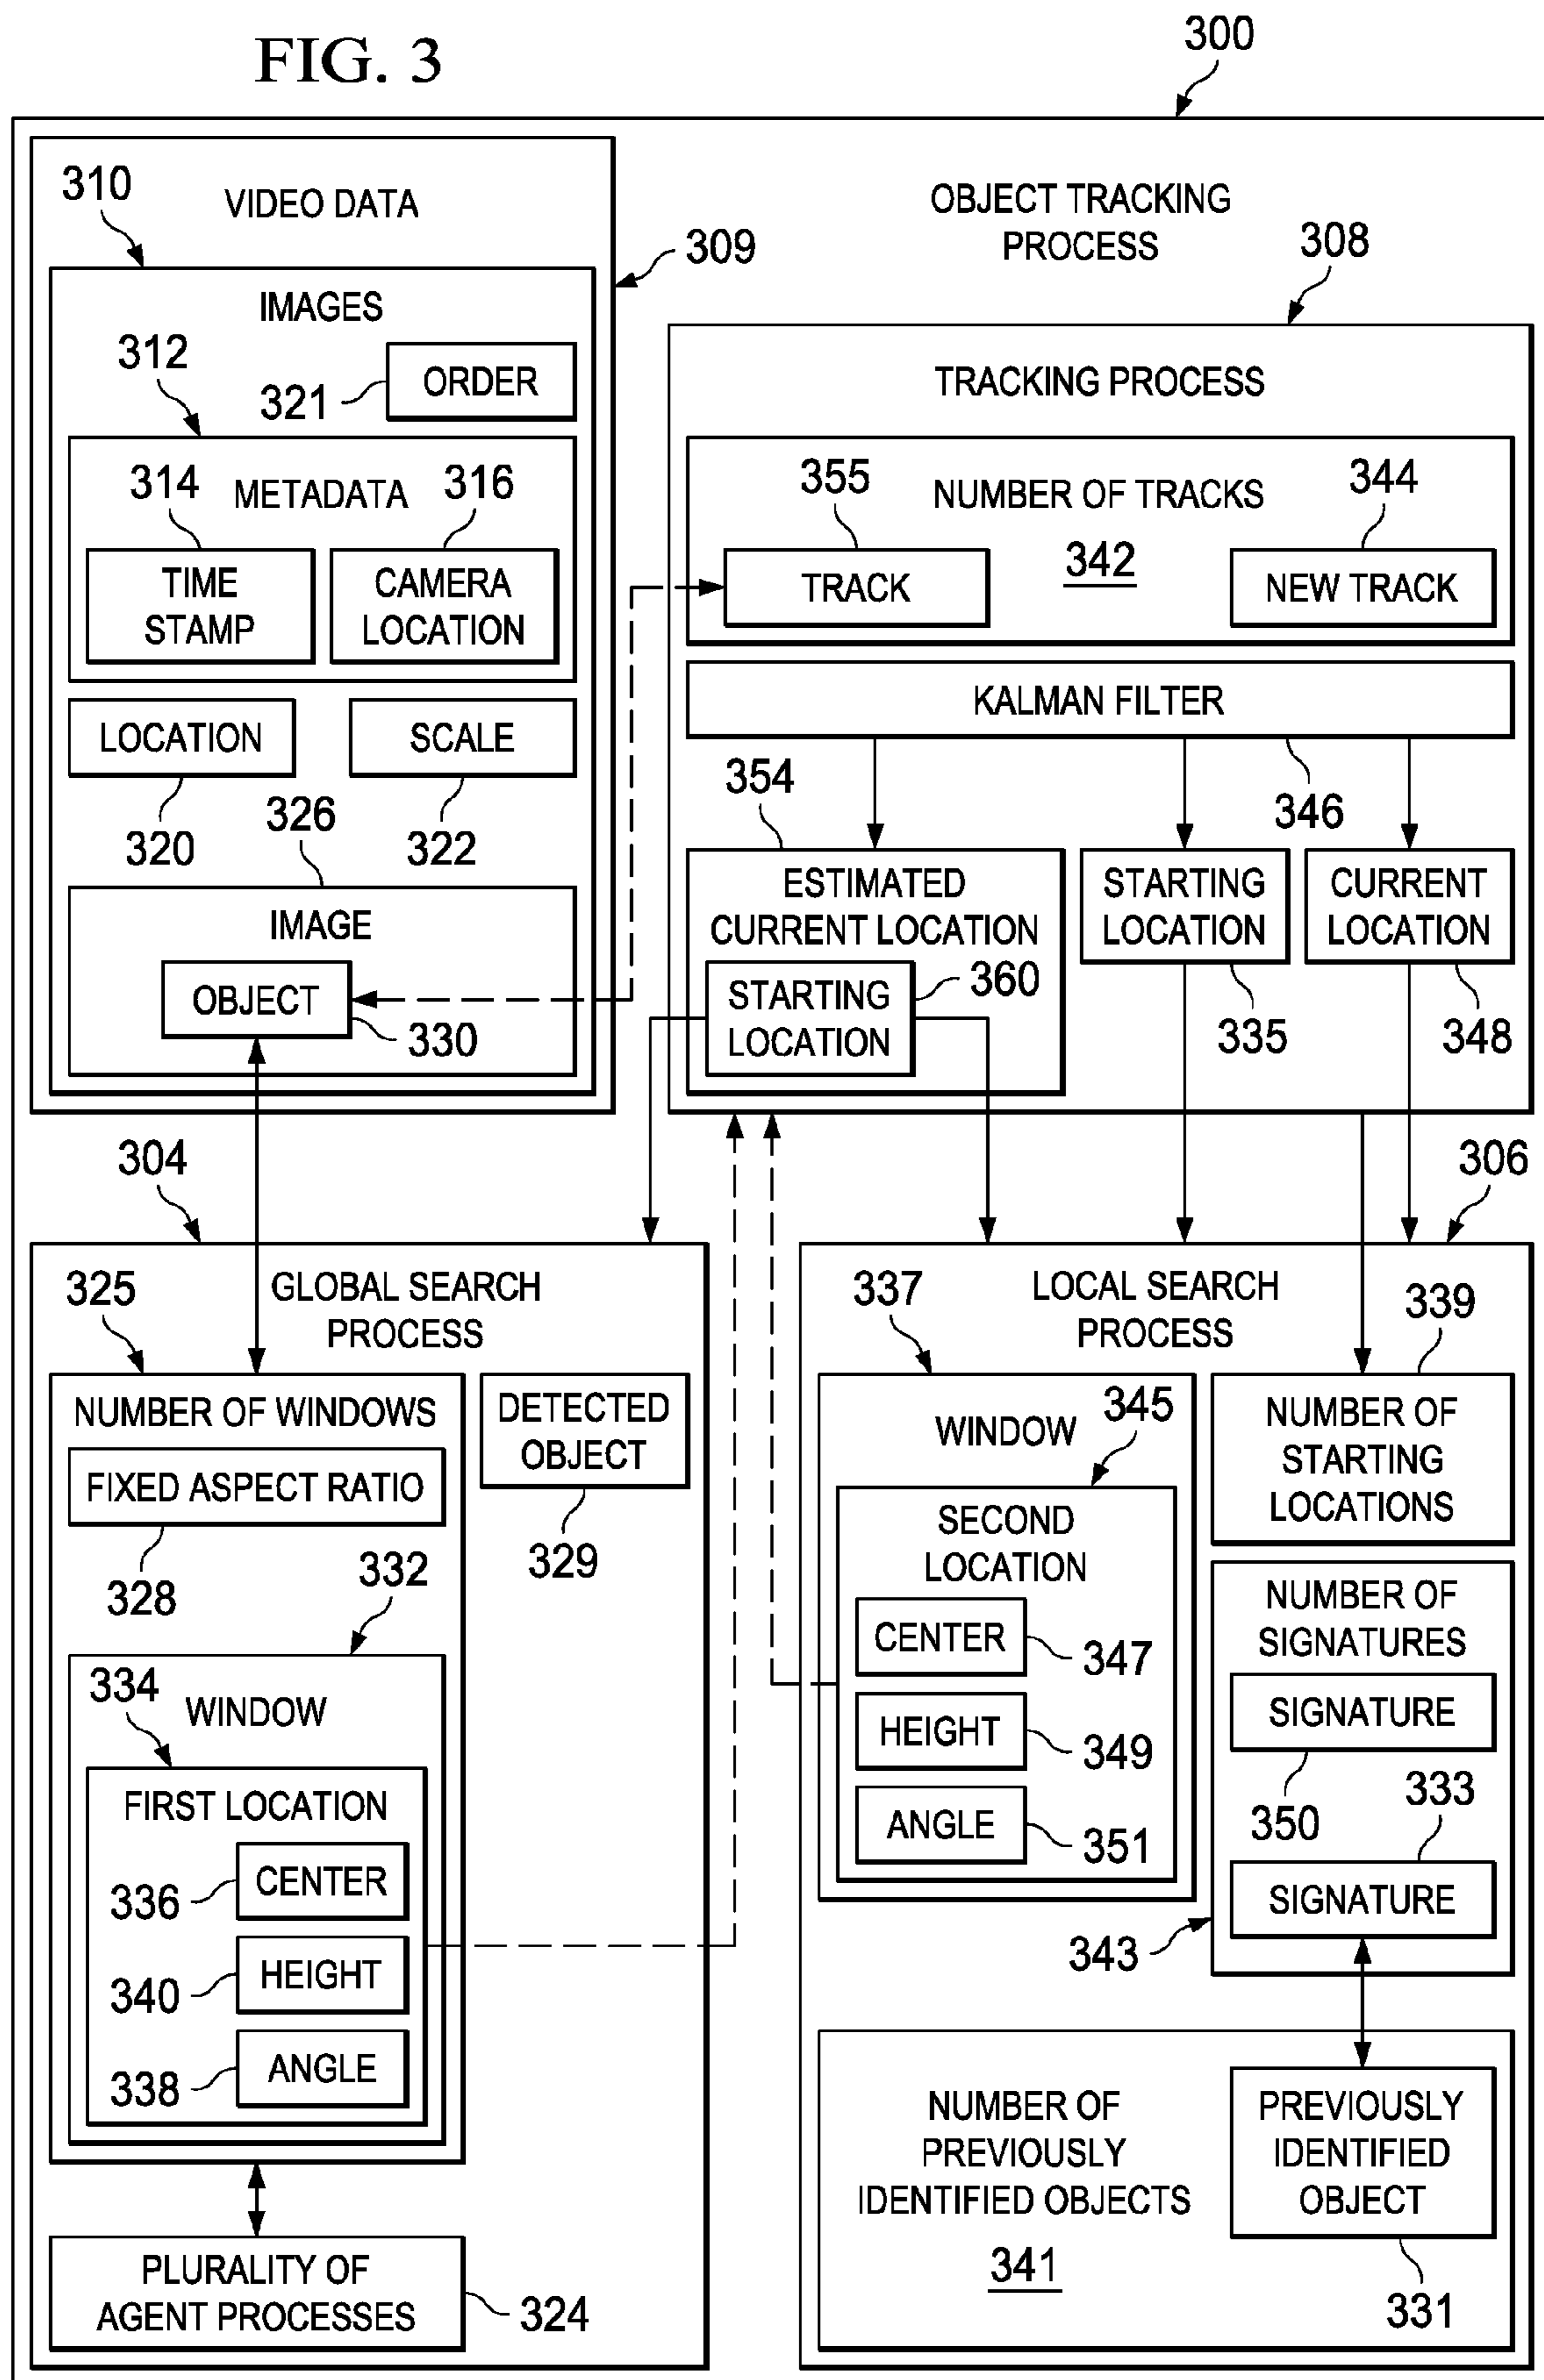 FIG. 3
300
310
VIDEO DATA
309
IMAGES
312
321
ORDER
314
METADATA
316
TIME
STAMP
CAMERA
LOCATION
LOCATION
SCALE
320
326
322
IMAGE
OBJECT
330
OBJECT TRACKING
PROCESS
308
TRACKING PROCESS
355
NUMBER OF TRACKS
344
342
TRACK
NEW TRACK
KALMAN FILTER
354
346
ESTIMATED
CURRENT LOCATION
STARTING
LOCATION
CURRENT
LOCATION
STARTING
LOCATION
360
335
348
304
306
325
GLOBAL SEARCH
PROCESS
NUMBER OF WINDOWS
DETECTED
OBJECT
FIXED ASPECT RATIO
328
329
332
334
WINDOW
FIRST LOCATION
336
CENTER
340
HEIGHT
338
ANGLE
PLURALITY OF
AGENT PROCESSES
324
337
LOCAL SEARCH
PROCESS
339
WINDOW
345
NUMBER OF
STARTING
LOCATIONS
SECOND
LOCATION
CENTER
347
HEIGHT
349
ANGLE
351
NUMBER OF
SIGNATURES
SIGNATURE
350
333
SIGNATURE
343
NUMBER OF
PREVIOUSLY
IDENTIFIED OBJECTS
341
PREVIOUSLY
IDENTIFIED
OBJECT
331